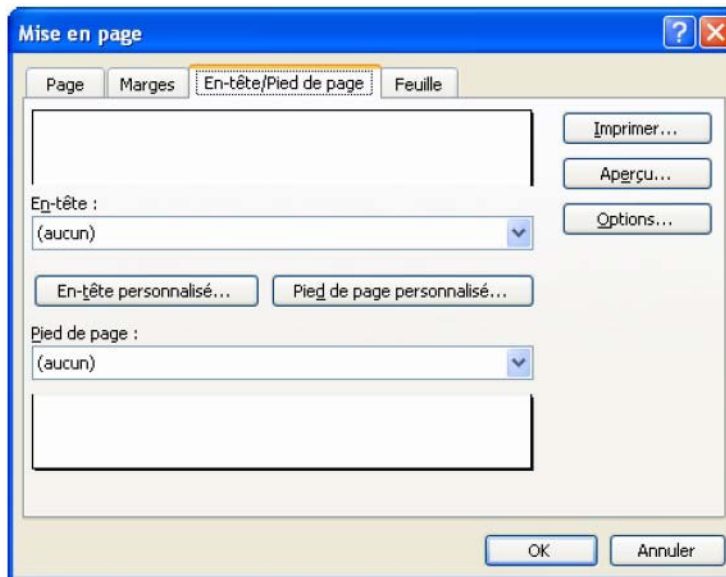 Mise en page
Page Marges En-tête/Pied de page Feuille
Imprimer...
Aperçu...
Options...
En-tête :
(aucun)
En-tête personnalisé... Pied de page personnalisé...
Pied de page :
(aucun)
OK Annuler